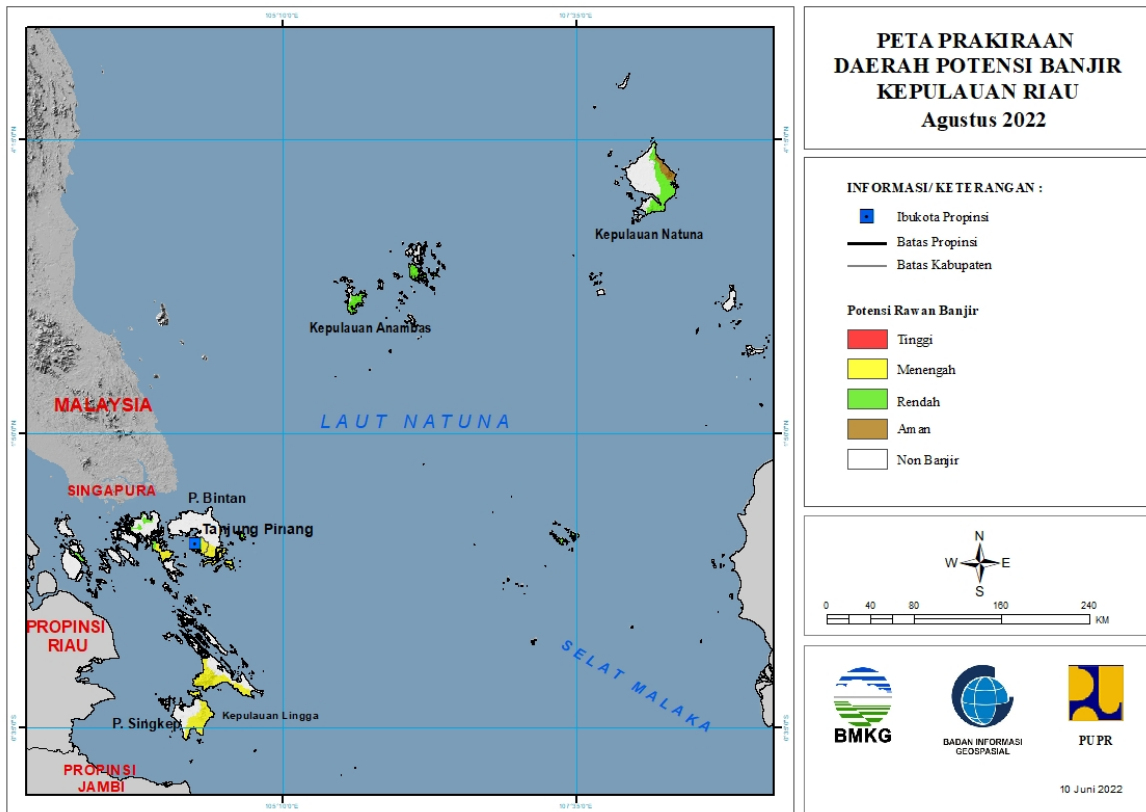 PETA PRAKIRAAN
DAERAH POTENSI BANJIR
KEPULAUAN RIAU
Agustus 2022
INFORMASI/ KETERANGAN :
Ibukota Propinsi
Batas Propinsi
Batas Kabupaten
Potensi Rawan Banjir
Tinggi
Menengah
Rendah
Aman
Non Banjir
N
W E
S
0 40 80 160 240
KM
BMKG
BADAN INFORMASI
GEOSPASIAL
PUPR
10 Juni 2022
Kepulauan Natuna
Kepulauan Anambas
MALAYSIA
LAUT NATUNA
SINGAPURA
P. Bintan
Tanjung Pinang
PROPINSI
RIAU
SELAT MALAKA
Kepulauan Lingga
P. Singkep
PROPINSI
JAMBI